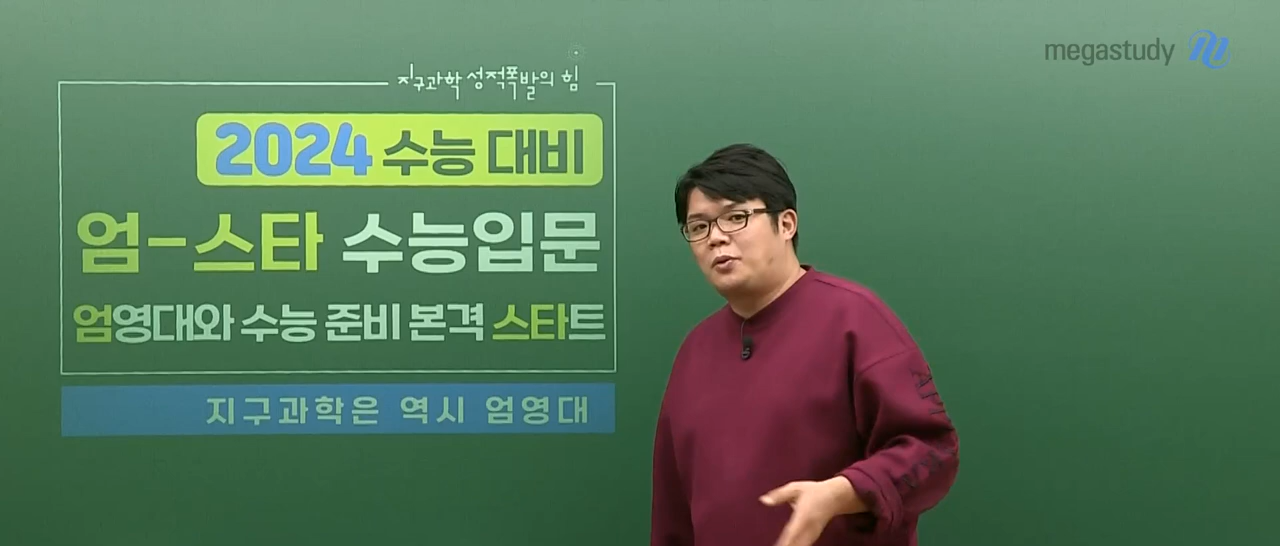 megastudy
지구과학 성적폭발의 힘
2024 수능 대비
엄-스타 수능입문
엄영대와 수능 준비 본격 스타트
지구과학은 역시 엄영대